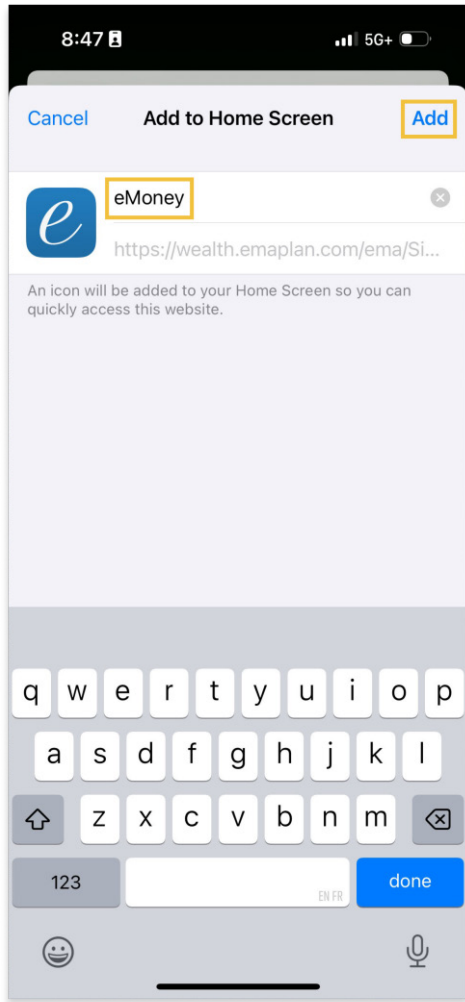 8:47 5G+
Cancel Add to Home Screen Add
e eMoney
https://wealth.emaplan.com/ema/Si...
An icon will be added to your Home Screen so you can
quickly access this website.
q w e r t y u i o p
a s d f g h j k l
z x c v b n m
123 EN FR done